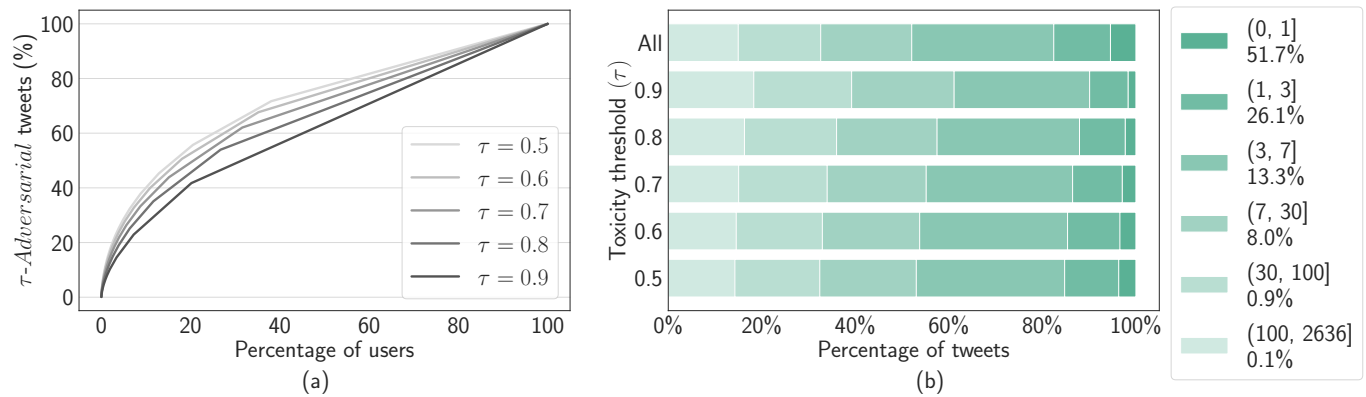 100
80
60
40
20
0
τ-Adversarial tweets (%)
τ = 0.5
τ = 0.6
τ = 0.7
τ = 0.8
τ = 0.9
0 20 40 60 80 100
Percentage of users
(a)
Toxicity threshold (τ)
All
0.9
0.8
0.7
0.6
0.5
0% 20% 40% 60% 80% 100%
Percentage of tweets
(b)
(0, 1]
51.7%
(1, 3]
26.1%
(3, 7]
13.3%
(7, 30]
8.0%
(30, 100]
0.9%
(100, 2636]
0.1%